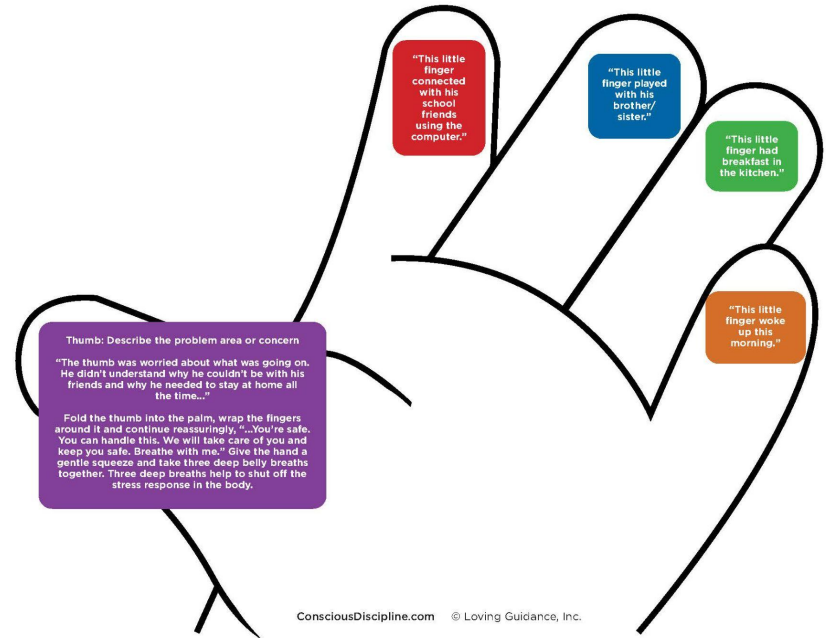 “This little
finger
connected
with his
school
friends
using the
computer.”
“This little
finger played
with his
brother/
sister.”
“This little
finger had
breakfast in
the kitchen.”
“This little
finger woke
up this
morning.”
Thumb: Describe the problem area or concern
“The thumb was worried about what was going on.
He didn’t understand why he couldn’t be with his
friends and why he needed to stay at home all
the time...”
Fold the thumb into the palm, wrap the fingers
around it and continue reassuringly, “...You’re safe.
You can handle this. We will take care of you and
keep you safe. Breathe with me.” Give the hand a
gentle squeeze and take three deep belly breaths
together. Three deep breaths help to shut off the
stress response in the body.
ConsciousDiscipline.com © Loving Guidance, Inc.